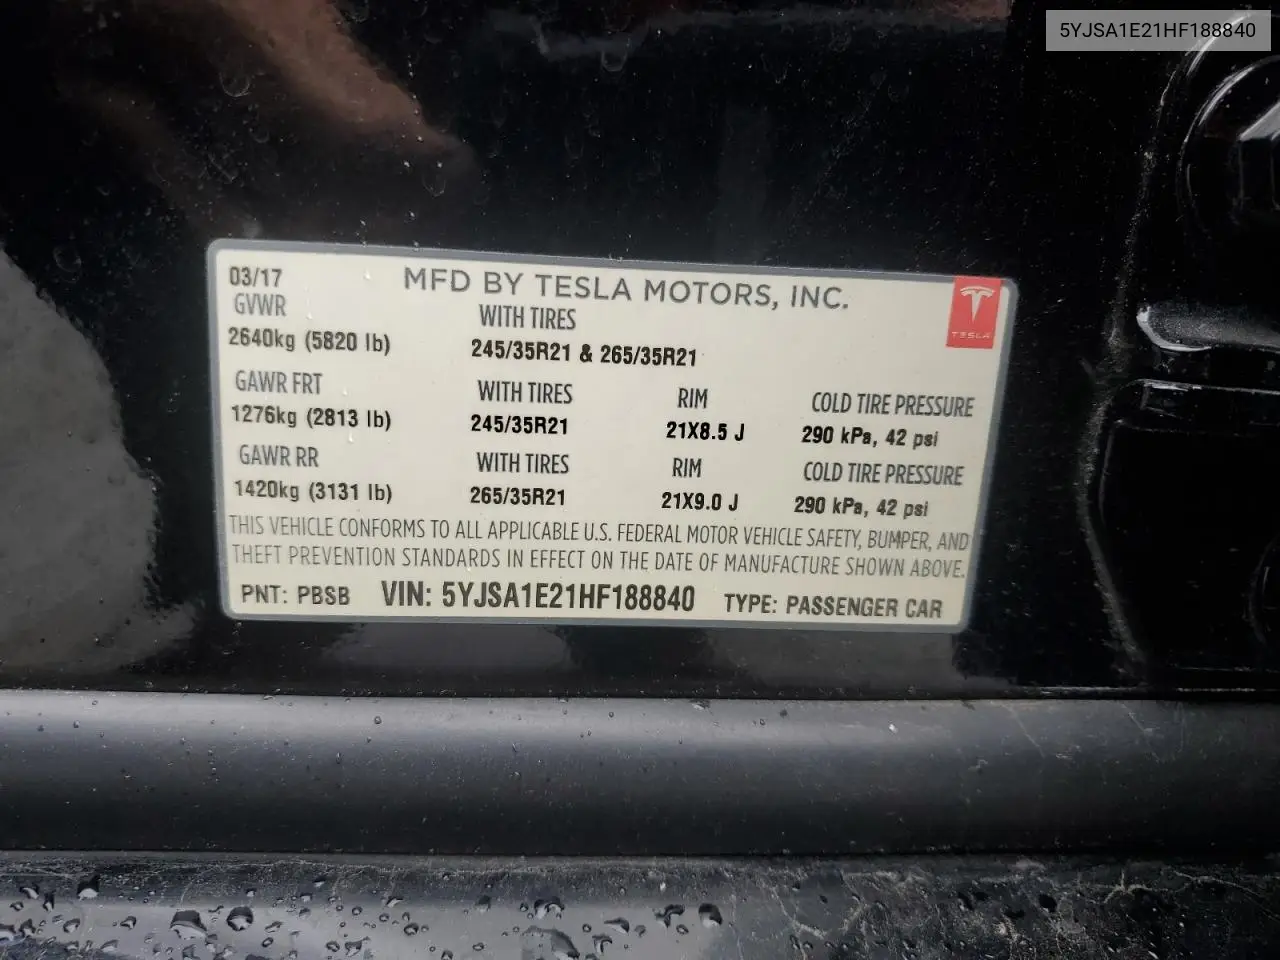 5YJSA1E21HF188840
03/17 MFD BY TESLA MOTORS, INC.
GVWR WITH TIRES
TESLA
2640kg (5820 lb) 245/35R21 & 265/35R21
GAWR FRT WITH TIRES RIM COLD TIRE PRESSURE
1276kg (2813 lb) 245/35R21 21X8.5 J 290 kPa, 42 psi
GAWR RR WITH TIRES RIM COLD TIRE PRESSURE
1420kg (3131 lb) 265/35R21 21X9.0 J 290 kPa, 42 psi
THIS VEHICLE CONFORMS TO ALL APPLICABLE U.S. FEDERAL MOTOR VEHICLE SAFETY, BUMPER, AND
THEFT PREVENTION STANDARDS IN EFFECT ON THE DATE OF MANUFACTURE SHOWN ABOVE.
PNT: PBSB VIN: 5YJSA1E21HF188840 TYPE: PASSENGER CAR